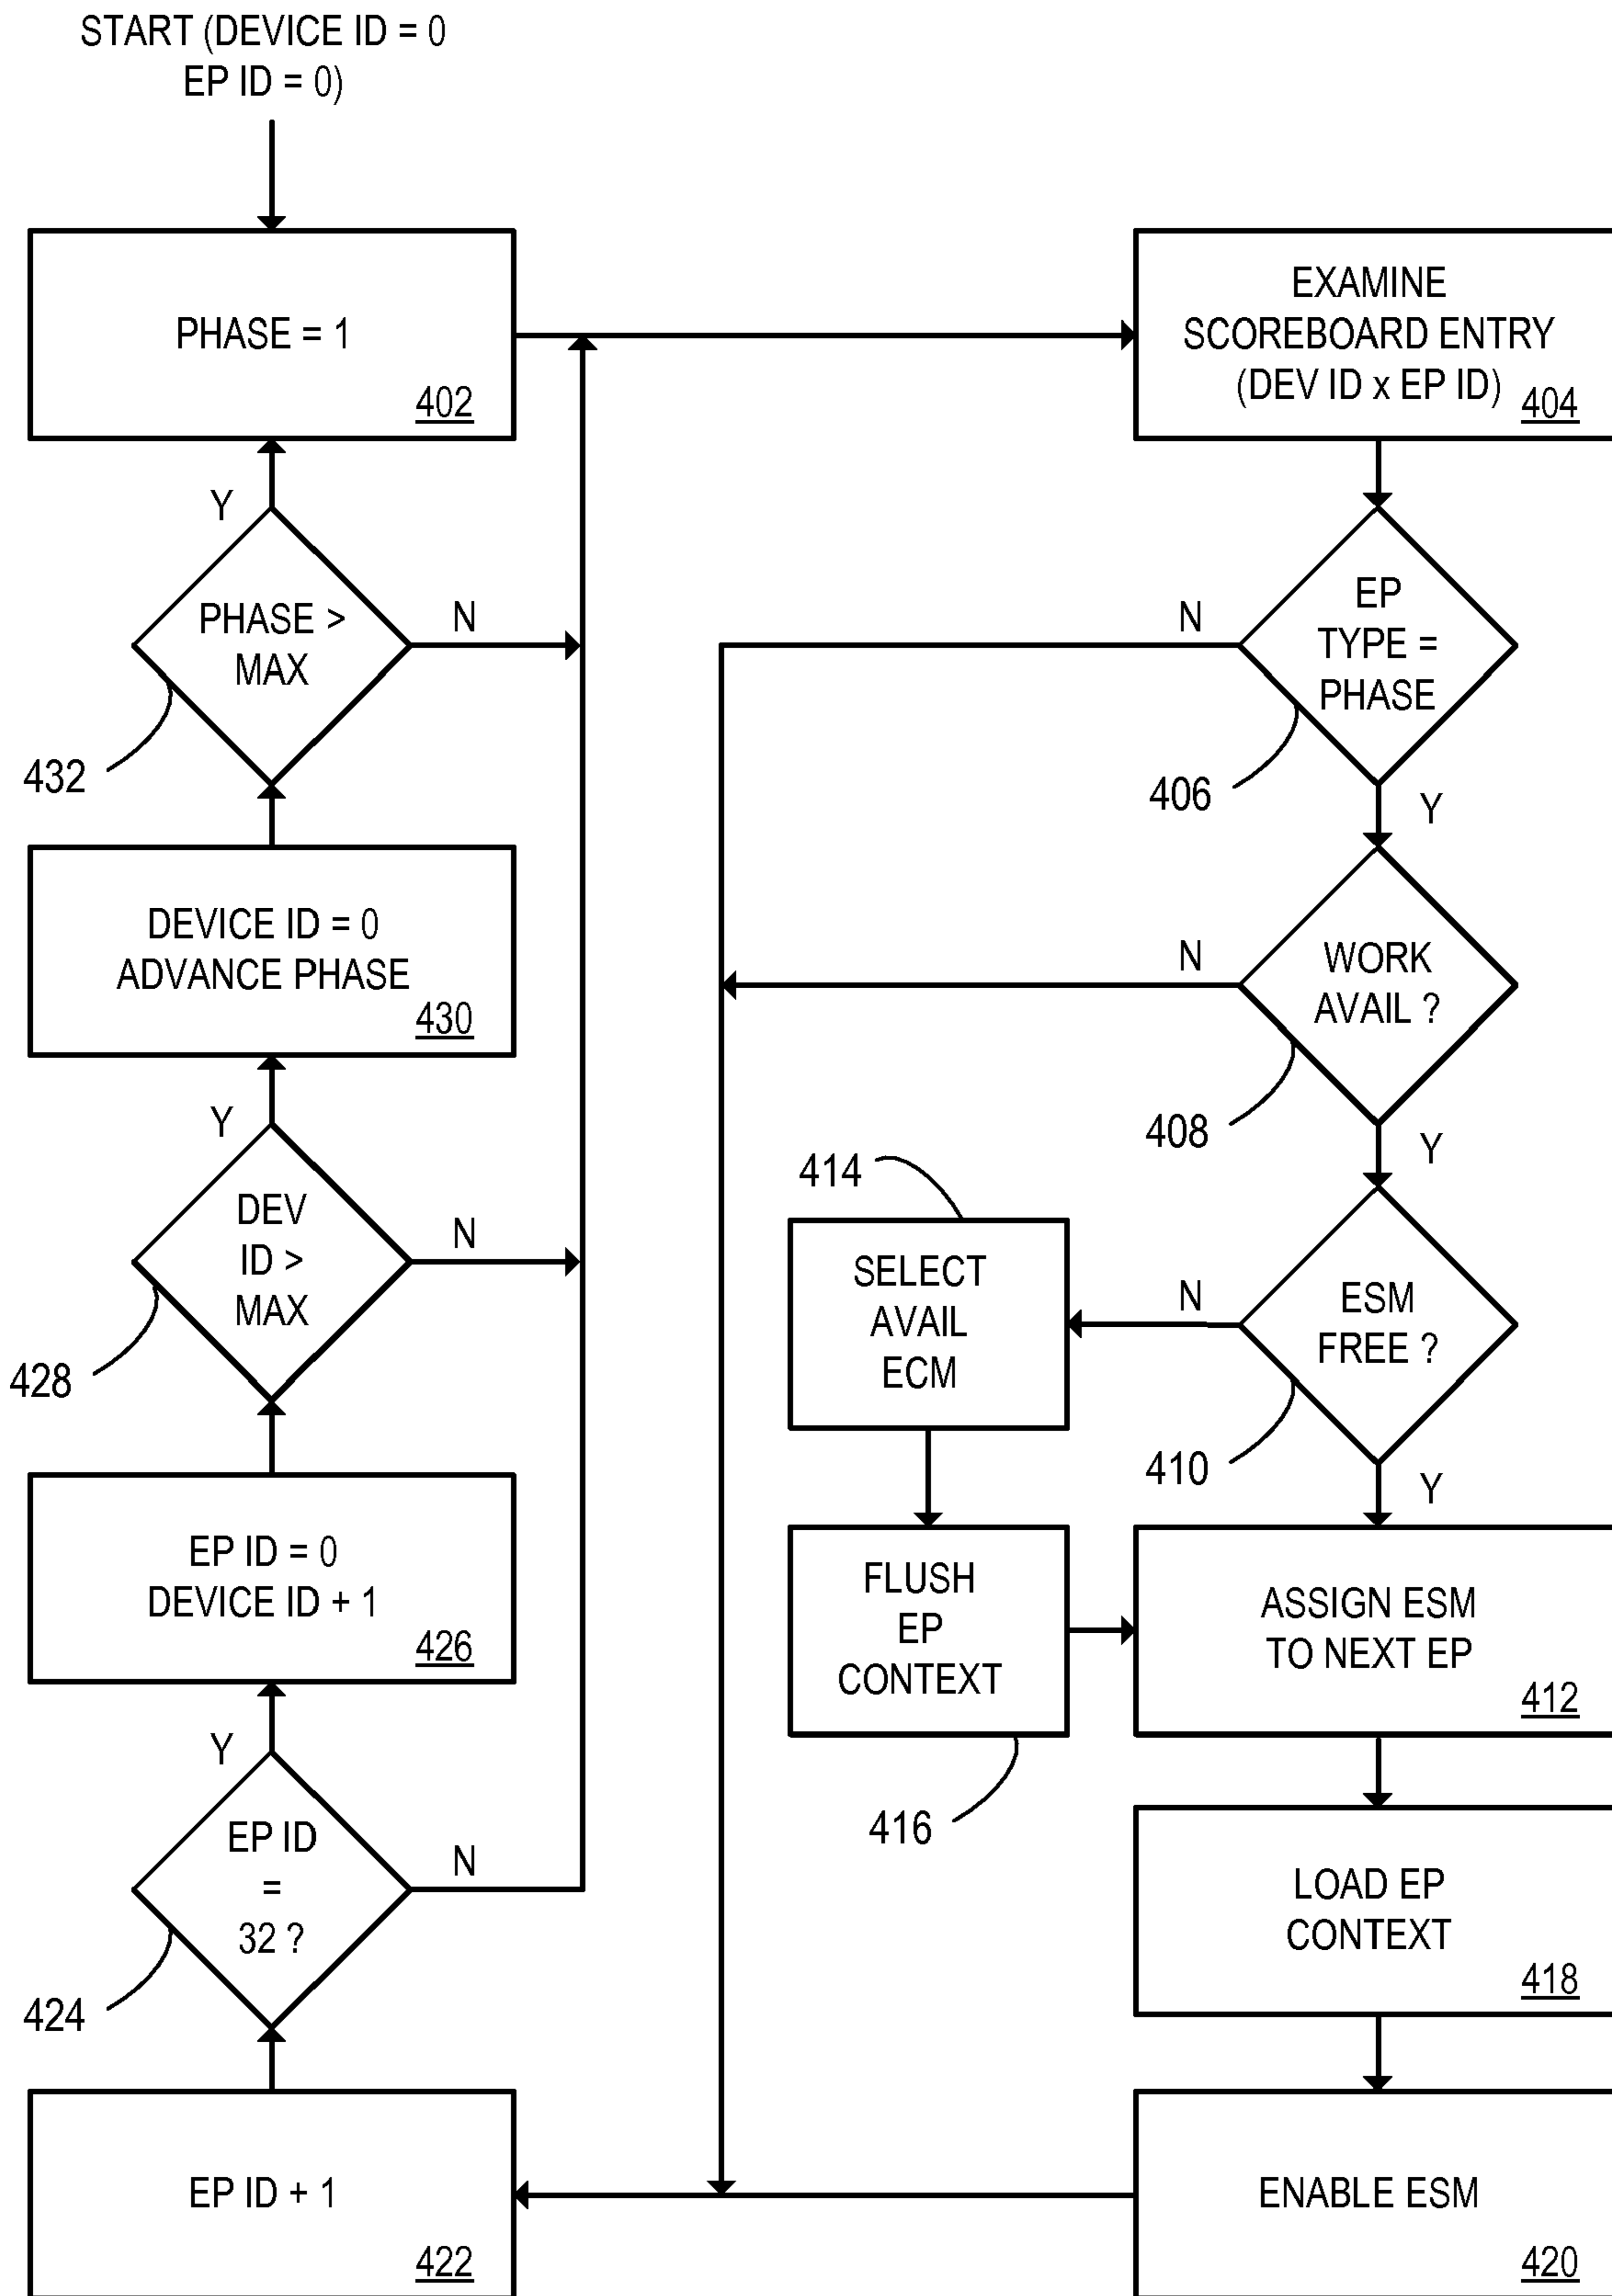 START (DEVICE ID = 0
EP ID = 0)
PHASE = 1
402
EXAMINE
SCOREBOARD ENTRY
(DEV ID x EP ID)
404
Y
PHASE >
MAX
N
432
N
EP
TYPE =
PHASE
406
Y
DEVICE ID = 0
ADVANCE PHASE
430
N
WORK
AVAIL ?
408
Y
Y
DEV
ID >
MAX
N
428
414
SELECT
AVAIL
ECM
N
ESM
FREE ?
410
Y
EP ID = 0
DEVICE ID + 1
426
FLUSH
EP
CONTEXT
416
ASSIGN ESM
TO NEXT EP
412
Y
EP ID
=
32 ?
N
424
LOAD EP
CONTEXT
418
EP ID + 1
422
ENABLE ESM
420